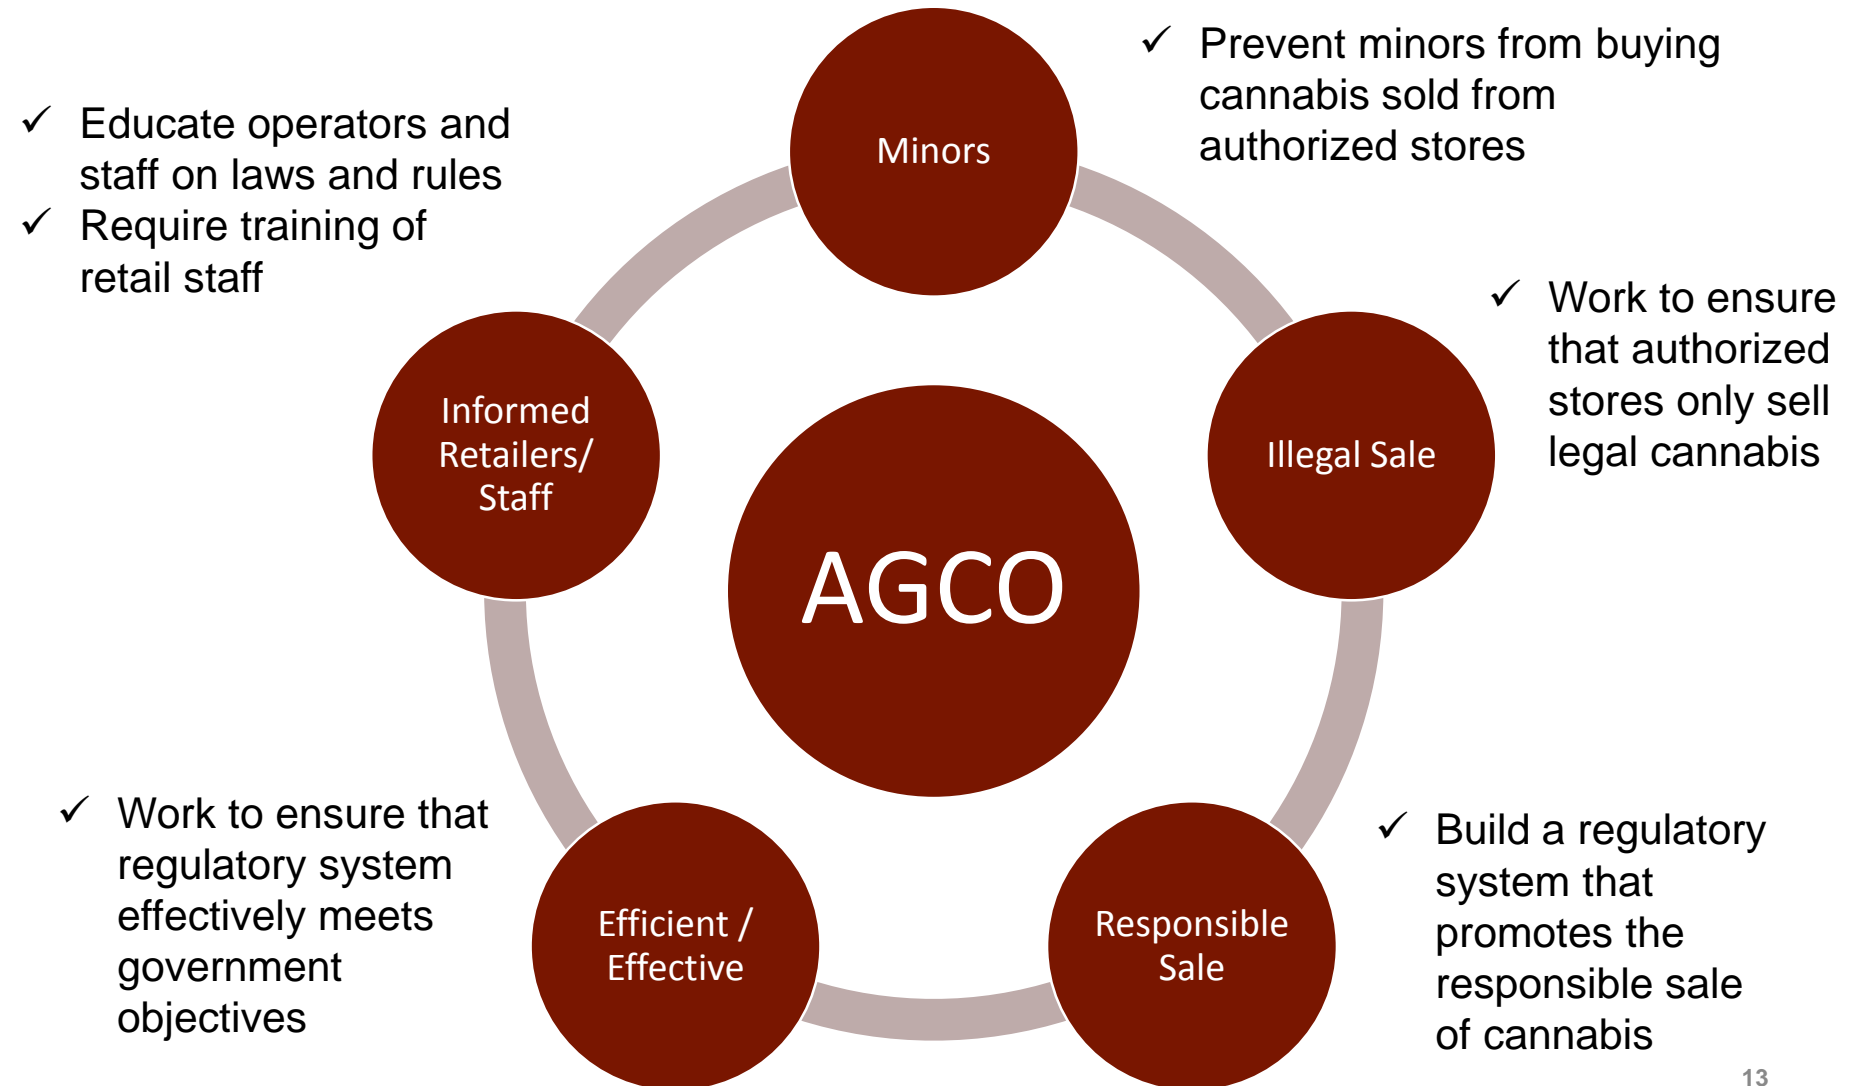 Minors
✓ Prevent minors from buying
cannabis sold from
authorized stores
✓ Educate operators and
staff on laws and rules
✓ Require training of
retail staff
Informed
Retailers/
Staff
Illegal Sale
✓ Work to ensure
that authorized
stores only sell
legal cannabis
AGCO
✓ Work to ensure that
regulatory system
effectively meets
government
objectives
Efficient /
Effective
Responsible
Sale
✓ Build a regulatory
system that
promotes the
responsible sale
of cannabis
13